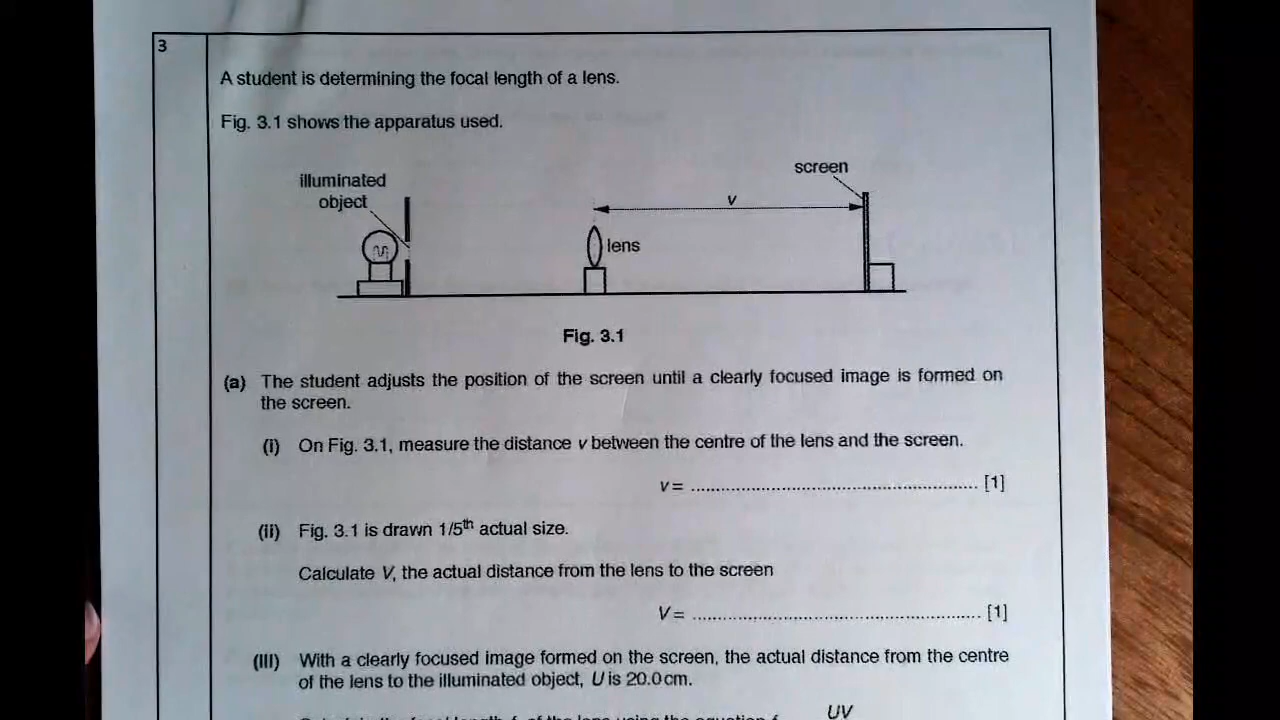 3
A student is determining the focal length of a lens.
Fig. 3.1 shows the apparatus used.
screen
illuminated
object
v
lens
Fig. 3.1
(a) The student adjusts the position of the screen until a clearly focused image is formed on
the screen.
(i) On Fig. 3.1, measure the distance v between the centre of the lens and the screen.
v = ........................................................ [1]
(ii) Fig. 3.1 is drawn 1/5th actual size.
Calculate V, the actual distance from the lens to the screen
V = ........................................................ [1]
(iii) With a clearly focused image formed on the screen, the actual distance from the centre
of the lens to the illuminated object, U is 20.0 cm.
UV